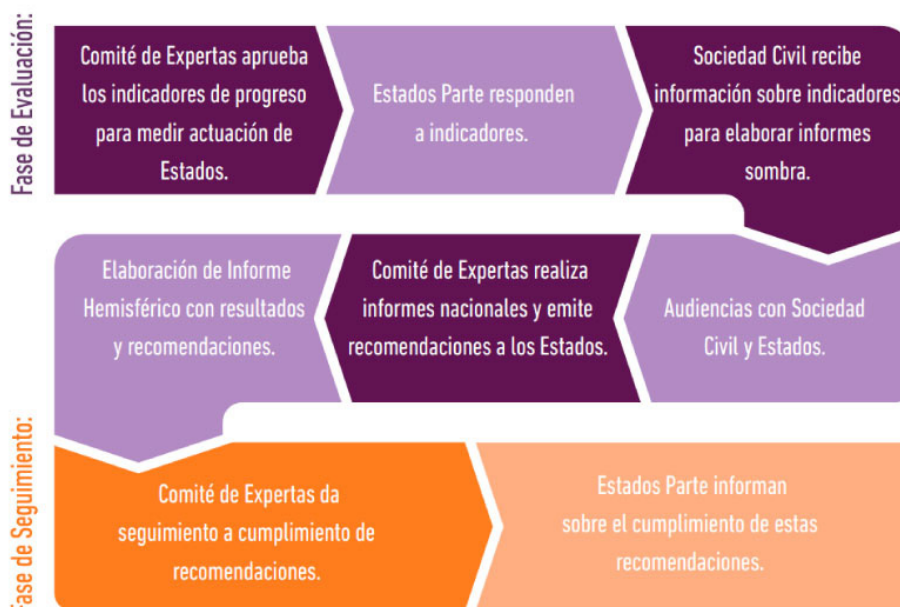 Fase de Evaluación:
Comité de Expertas aprueba
los indicadores de progreso
para medir actuación de
Estados.
Estados Parte responden
a indicadores.
Sociedad Civil recibe
información sobre indicadores
para elaborar informes
sombra.
Audiencias con Sociedad
Civil y Estados.
Comité de Expertas realiza
informes nacionales y emite
recomendaciones a los Estados.
Elaboración de Informe
Hemisférico con resultados
y recomendaciones.
Fase de Seguimiento:
Comité de Expertas da
seguimiento a cumplimiento de
recomendaciones.
Estados Parte informan
sobre el cumplimiento de estas
recomendaciones.